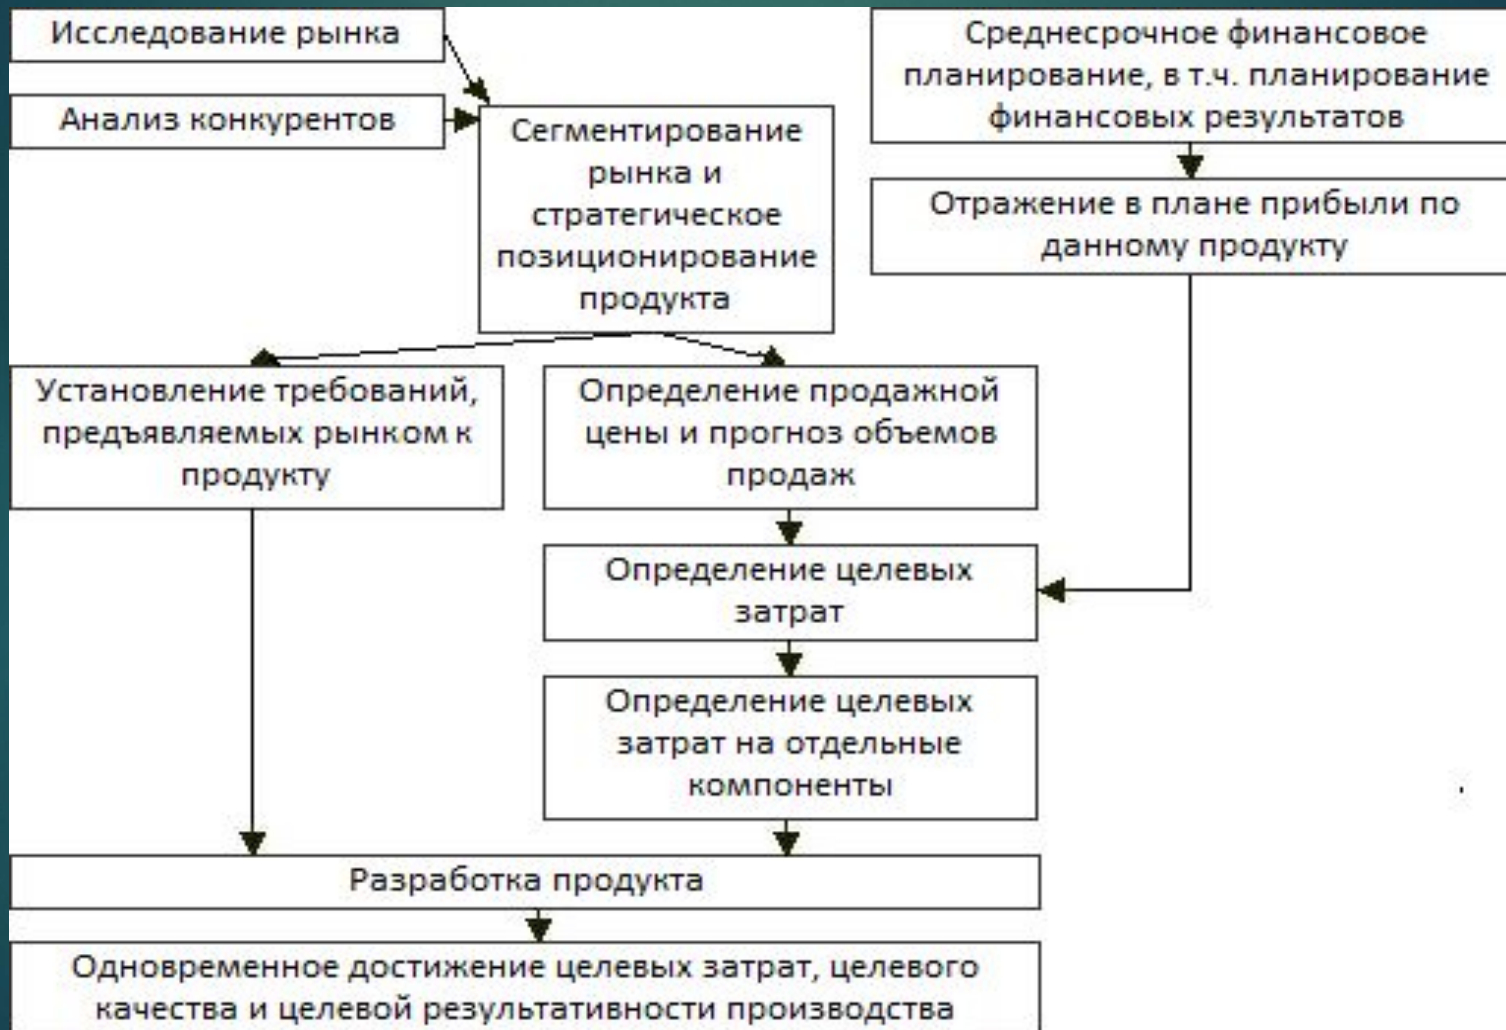 Исследование рынка
Анализ конкурентов
Сегментирование
рынка и
стратегическое
позиционирование
продукта
Среднесрочное финансовое
планирование, в т.ч. планирование
финансовых результатов
Отражение в плане прибыли по
данному продукту
Установление требований,
предъявляемых рынком к
продукту
Определение продажной
цены и прогноз объемов
продаж
Определение целевых
затрат
Определение целевых
затрат на отдельные
компоненты
Разработка продукта
Одновременное достижение целевых затрат, целевого
качества и целевой результативности производства